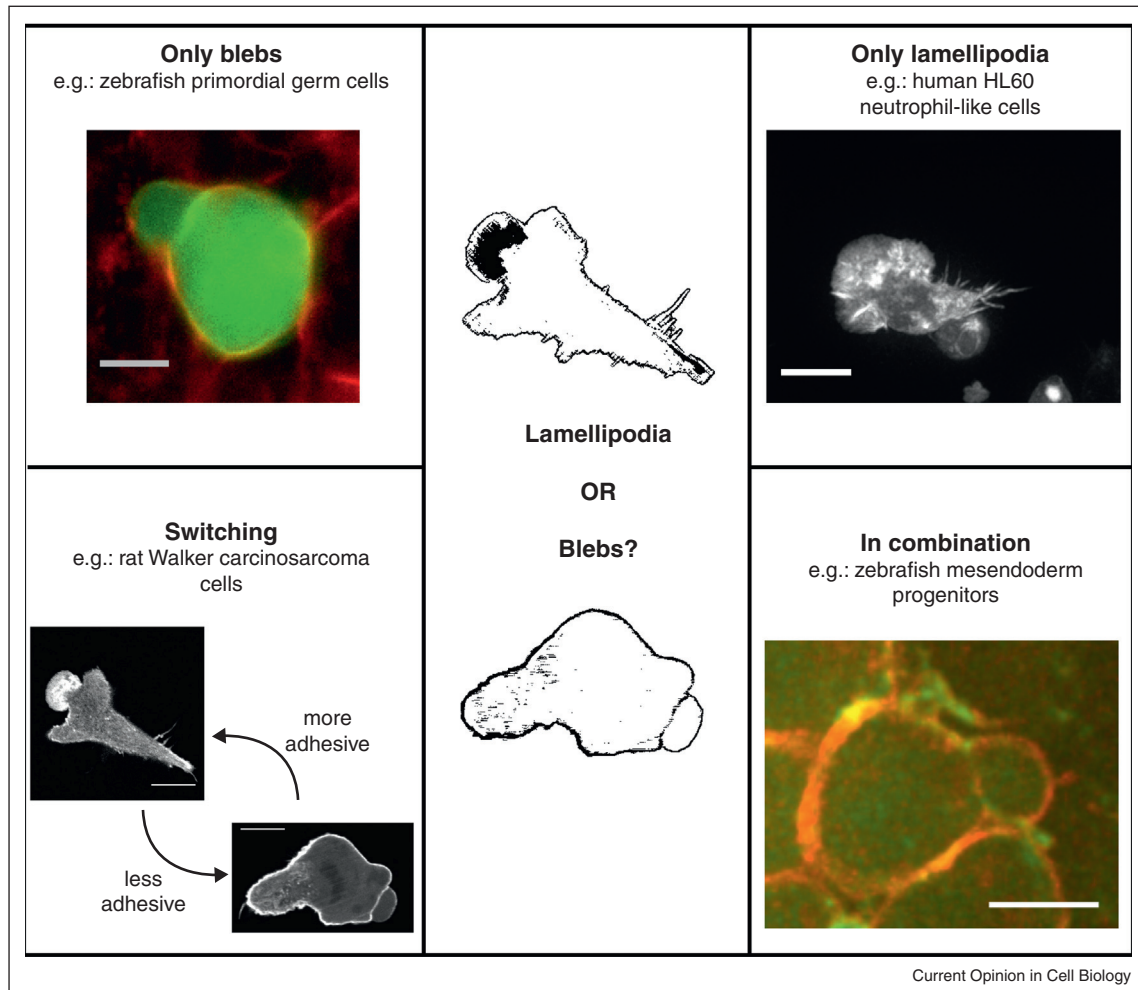 Only blebs
e.g.: zebrafish primordial germ cells
Lamellipodia
OR
Blebs?
Only lamellipodia
e.g.: human HL60
neutrophil-like cells
Switching
e.g.: rat Walker carcinosarcoma
cells
more
adhesive
less
adhesive
In combination
e.g.: zebrafish mesendoderm
progenitors
Current Opinion in Cell Biology